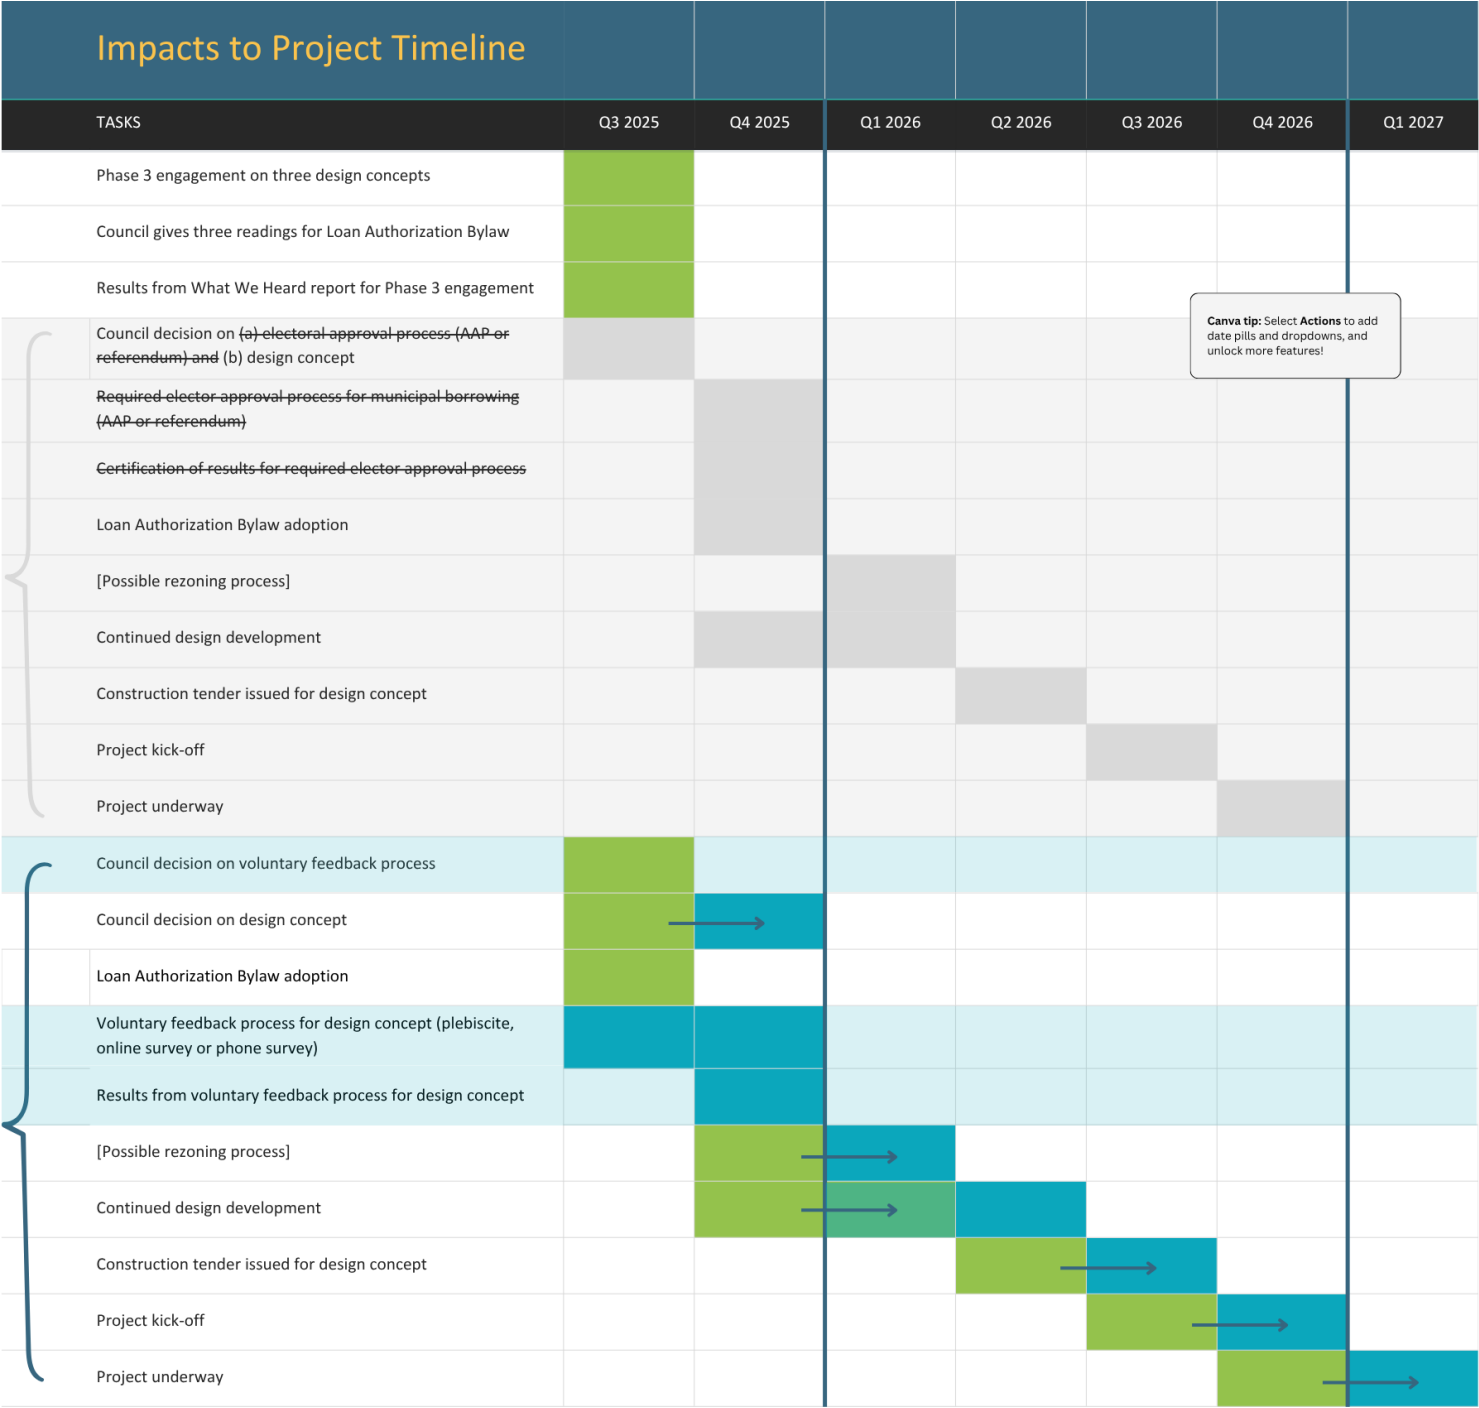 Impacts to Project Timeline
TASKS Q3 2025 Q4 2025 Q1 2026 Q2 2026 Q3 2026 Q4 2026 Q1 2027
Phase 3 engagement on three design concepts
Council gives three readings for Loan Authorization Bylaw
Results from What We Heard report for Phase 3 engagement
Canva tip: Select Actions to add
date pills and dropdowns, and
unlock more features!
Council decision on (a) electoral approval process (AAP or
referendum) and (b) design concept
Required elector approval process for municipal borrowing
(AAP or referendum)
Certification of results for required elector approval process
Loan Authorization Bylaw adoption
[Possible rezoning process]
Continued design development
Construction tender issued for design concept
Project kick-off
Project underway
Council decision on voluntary feedback process
Council decision on design concept
Loan Authorization Bylaw adoption
Voluntary feedback process for design concept (plebiscite,
online survey or phone survey)
Results from voluntary feedback process for design concept
[Possible rezoning process]
Continued design development
Construction tender issued for design concept
Project kick-off
Project underway